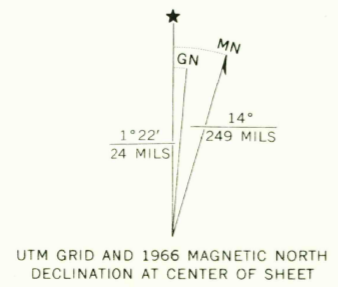 ★
MN
GN
1°22′
24 MILS
14°
249 MILS
UTM GRID AND 1966 MAGNETIC NORTH
DECLINATION AT CENTER OF SHEET